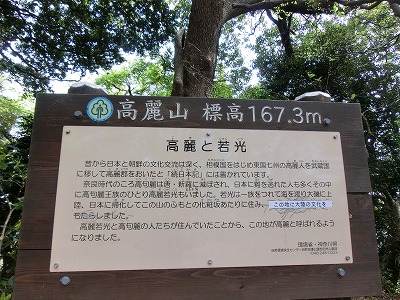 高麗山 標高167.3m
高麗と若光
昔から日本と朝鮮の文化交流は深く、相模国をはじめ東国七州の高麗人を武蔵国
に移して高麗郡をおいたと「続日本紀」には書かれています。
奈良時代のころ高句麗は唐・新羅に滅ぼされ、日本に難を逃れた人も多くその中
に高句麗王族のひとり高麗若光もいました。若光は一族をつれて海を渡り大磯に上
陸、日本に帰化してこの山のふもとの化粧坂あたりに住み、この地に大陸の文化を
もたらしました。
高麗若光と高句麗の人たちが住んでいたことから、この地が高麗と呼ばれるよう
になりました。
環境省・神奈川県